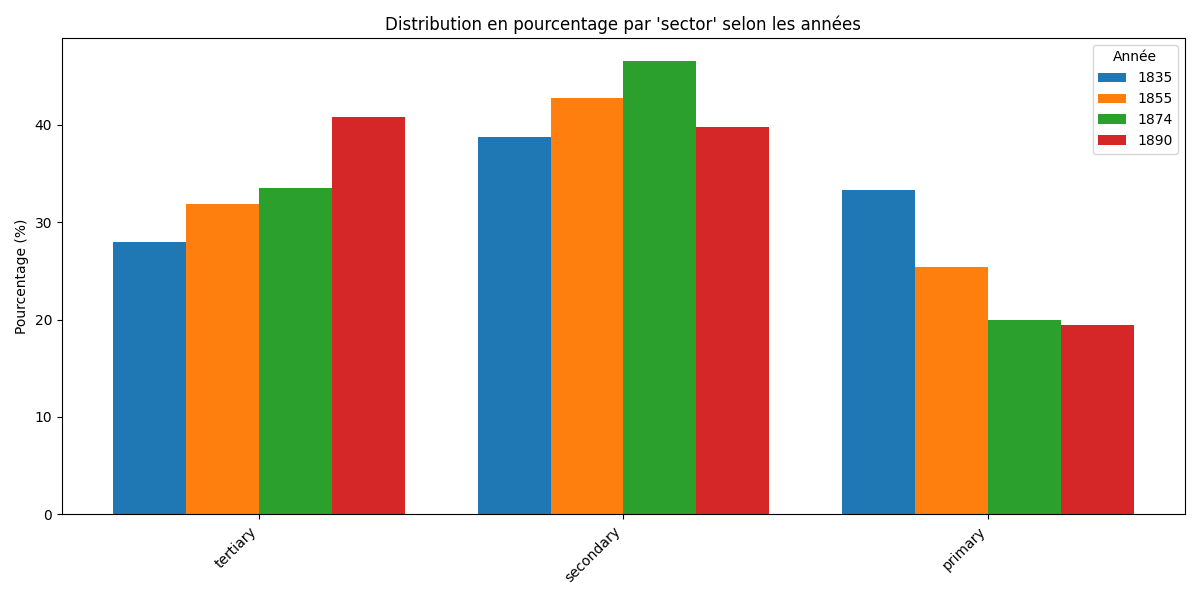 Distribution en pourcentage par 'sector' selon les années
Année
1835
1855
1874
1890
Pourcentage (%)
40
30
20
10
0
tertiary
secondary
primary